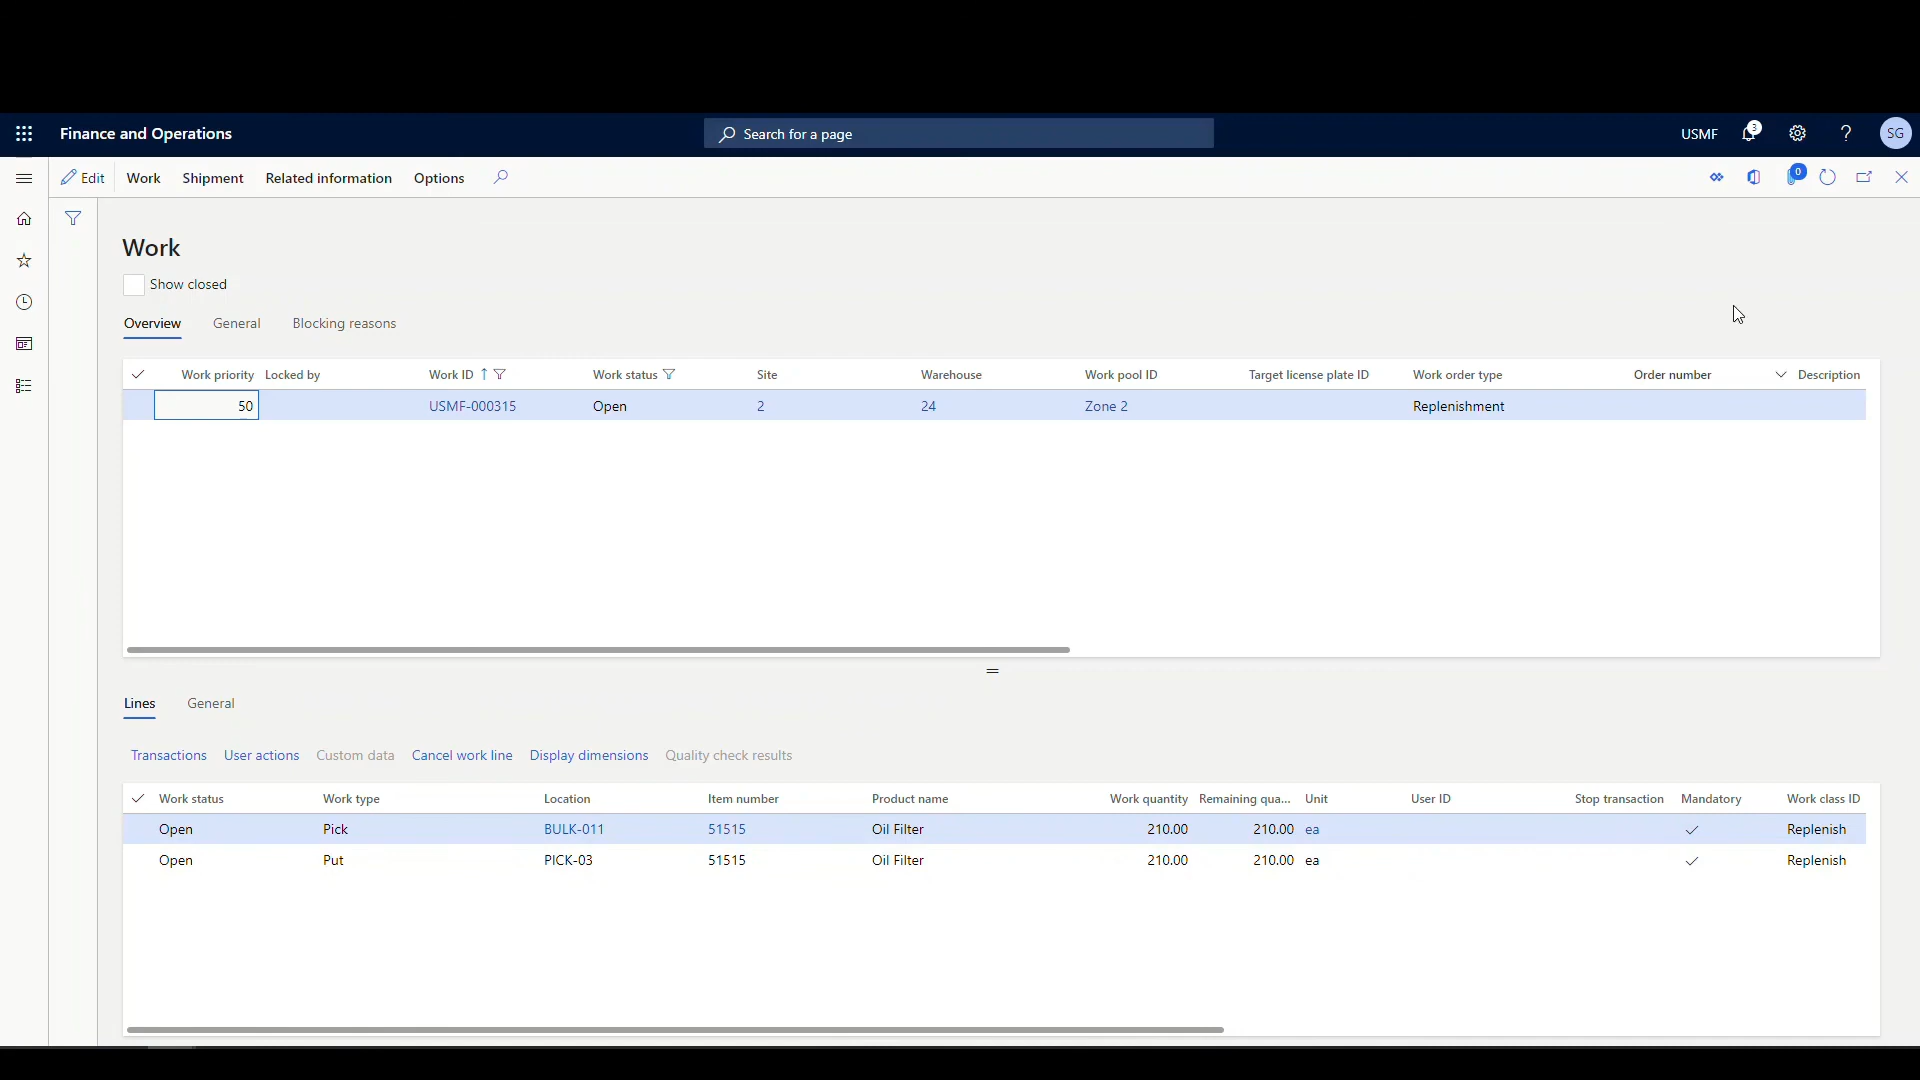 Finance and Operations Search for a page USMF 3 ? SG
Edit Work Shipment Related information Options 0
Work
Show closed
Overview General Blocking reasons
Work priority Locked by Work ID Work status Site Warehouse Work pool ID Target license plate ID Work order type Order number Description
50 USMF-000315 Open 2 24 Zone 2 Replenishment
Lines General
Transactions User actions Custom data Cancel work line Display dimensions Quality check results
Work status Work type Location Item number Product name Work quantity Remaining qua... Unit User ID Stop transaction Mandatory Work class ID
Open Pick BULK-011 51515 Oil Filter 210.00 210.00 ea Replenish
Open Put PICK-03 51515 Oil Filter 210.00 210.00 ea Replenish